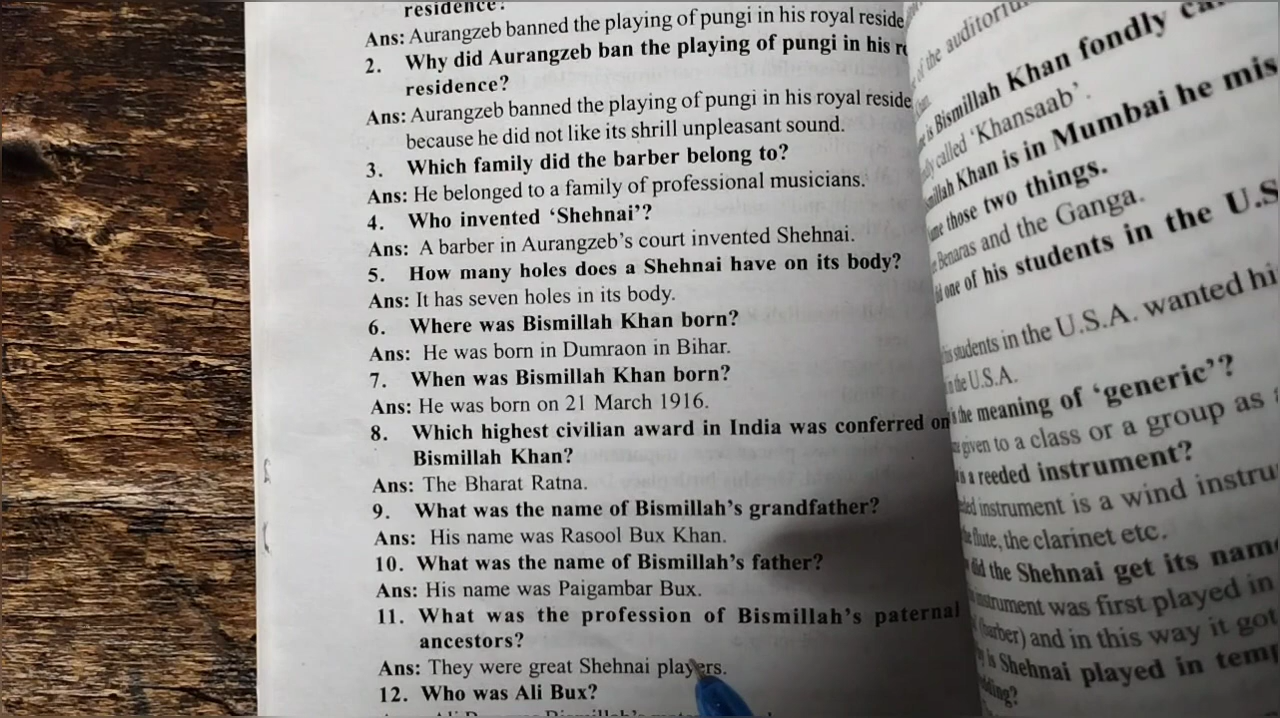 residence?
Ans: Aurangzeb banned the playing of pungi in his royal reside
2. Why did Aurangzeb ban the playing of pungi in his
residence?
Ans: Aurangzeb banned the playing of pungi in his royal reside
because he did not like its shrill unpleasant sound.
3. Which family did the barber belong to?
Ans: He belonged to a family of professional musicians.
4. Who invented ‘Shehnai’?
Ans: A barber in Aurangzeb’s court invented Shehnai.
5. How many holes does a Shehnai have on its body?
Ans: It has seven holes in its body.
6. Where was Bismillah Khan born?
Ans: He was born in Dumraon in Bihar.
7. When was Bismillah Khan born?
Ans: He was born on 21 March 1916.
8. Which highest civilian award in India was conferred on
Bismillah Khan?
Ans: The Bharat Ratna.
9. What was the name of Bismillah’s grandfather?
Ans: His name was Rasool Bux Khan.
10. What was the name of Bismillah’s father?
Ans: His name was Paigambar Bux.
11. What was the profession of Bismillah’s paternal
ancestors?
Ans: They were great Shehnai players.
12. Who was Ali Bux?
of the auditoriu
is Bismillah Khan fondly ca
called ‘Khansaab’.
Khan is in Mumbai he mis
those two things.
Benaras and the Ganga.
one of his students in the U.S
students in the U.S.A. wanted hi
in the U.S.A.
the meaning of ‘generic’?
given to a class or a group as
is a reeded instrument?
instrument is a wind instru
the flute, the clarinet etc.
did the Shehnai get its name
instrument was first played in
(barber) and in this way it got
is Shehnai played in temp